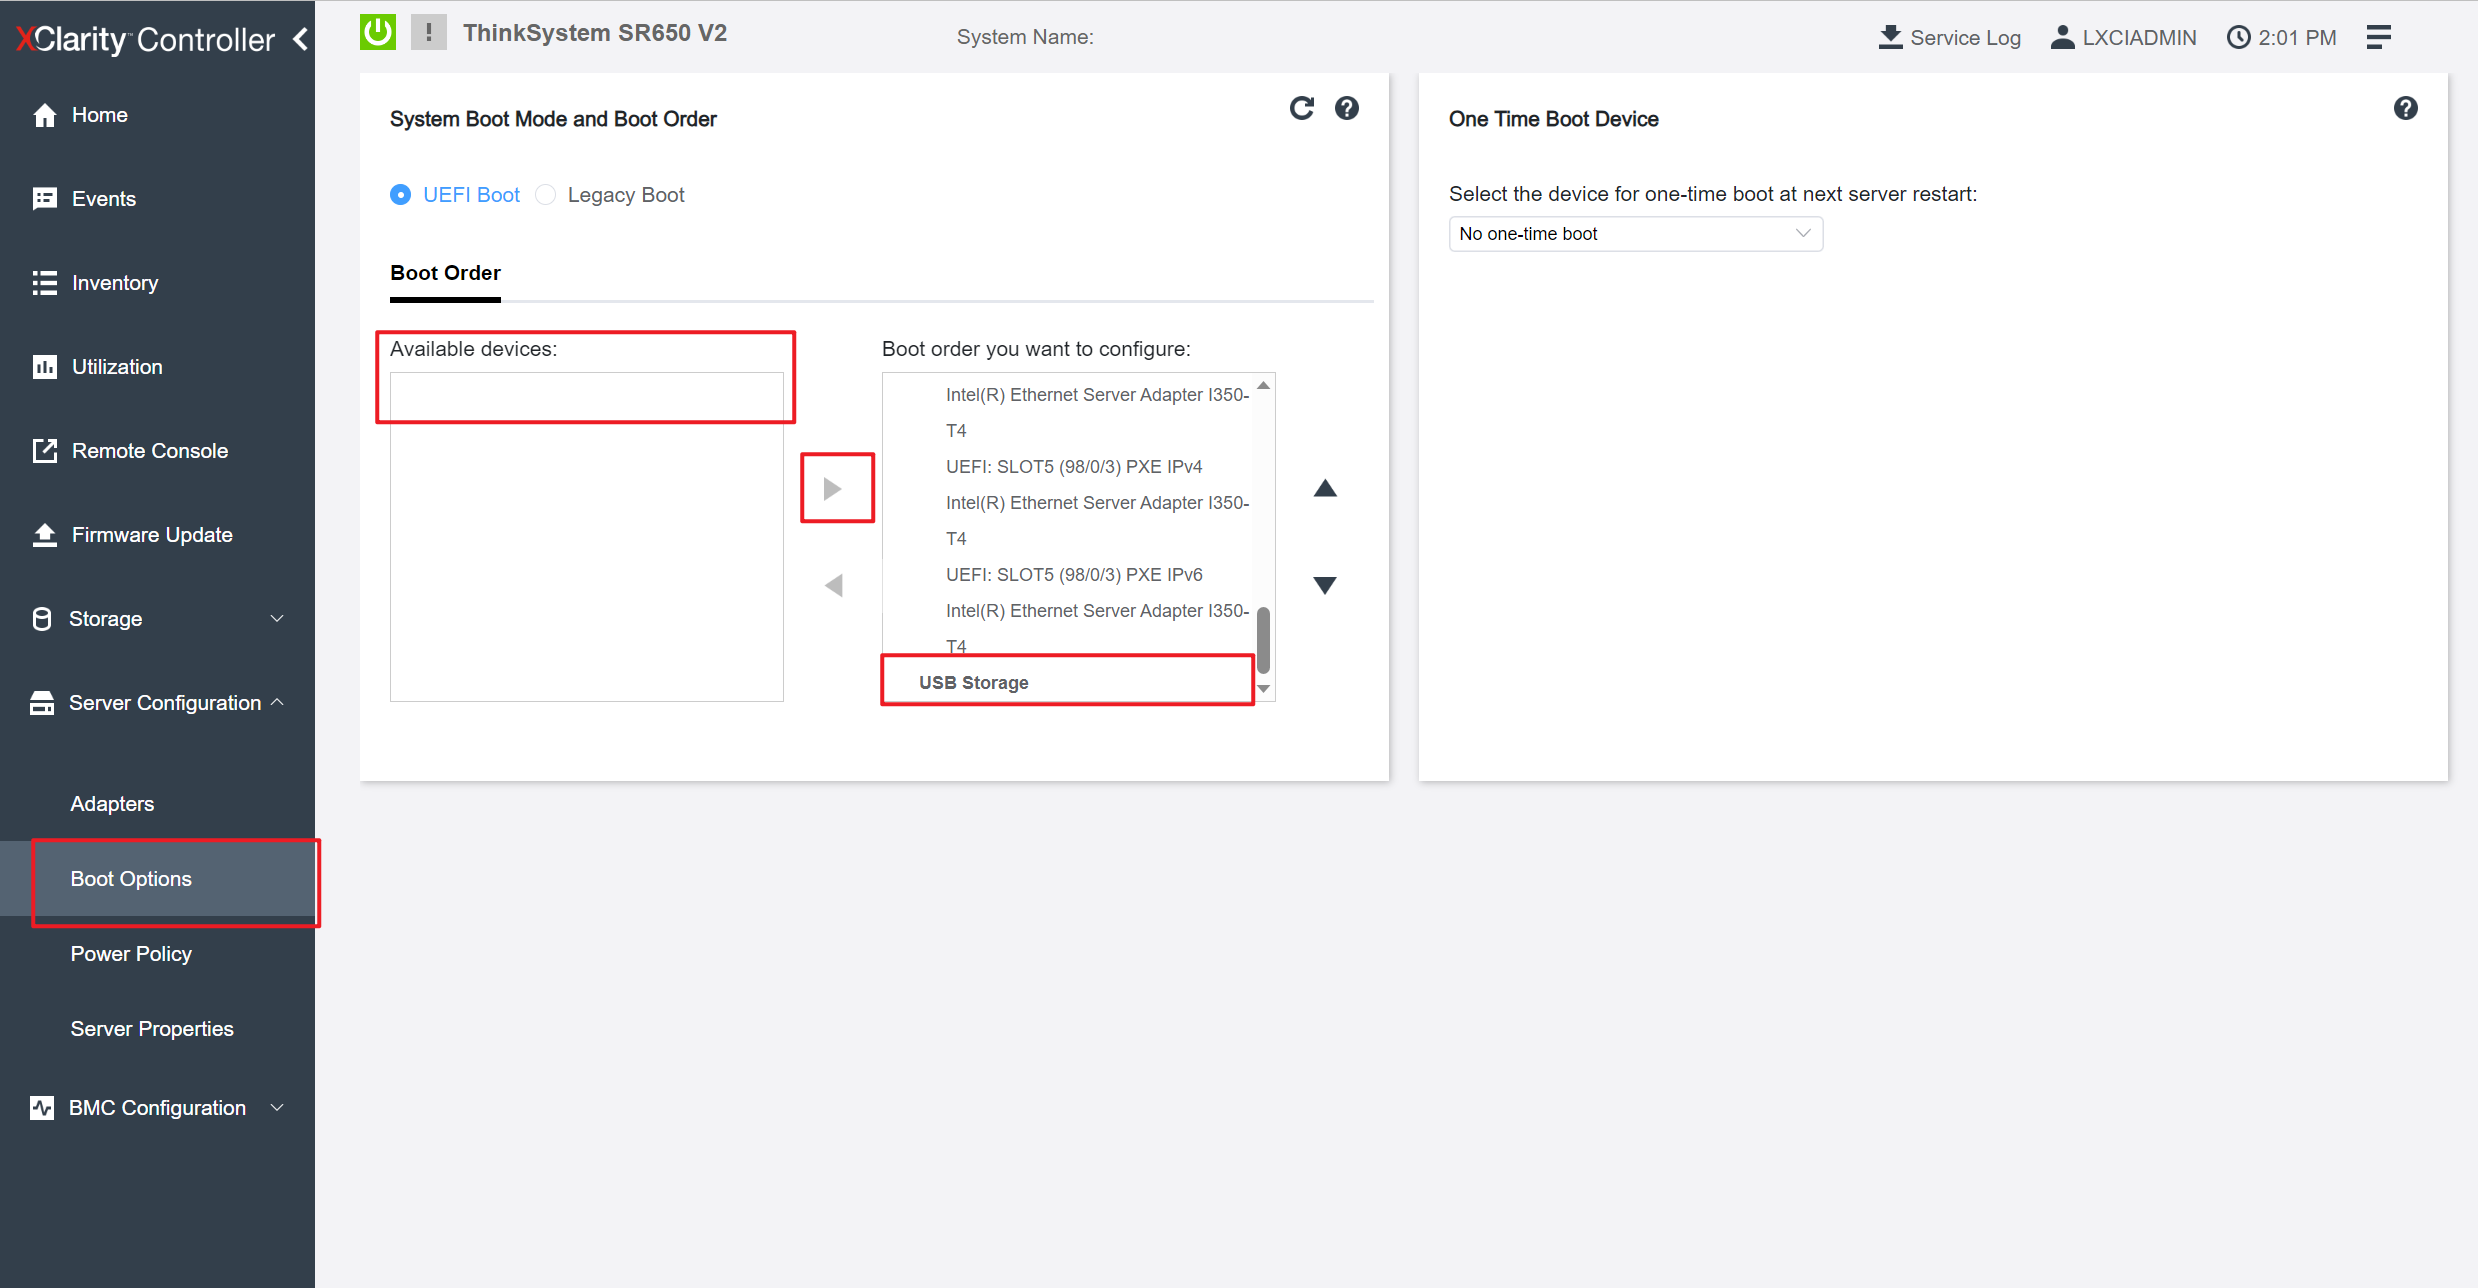 XClarity™ Controller
Home
Events
Inventory
Utilization
Remote Console
Firmware Update
Storage
Server Configuration
Adapters
Boot Options
Power Policy
Server Properties
BMC Configuration
ThinkSystem SR650 V2
System Name:
Service Log
LXCIADMIN
2:01 PM
System Boot Mode and Boot Order
UEFI Boot
Legacy Boot
Boot Order
Available devices:
Boot order you want to configure:
Intel(R) Ethernet Server Adapter I350-
T4
UEFI: SLOT5 (98/0/3) PXE IPv4
Intel(R) Ethernet Server Adapter I350-
T4
UEFI: SLOT5 (98/0/3) PXE IPv6
Intel(R) Ethernet Server Adapter I350-
T4
USB Storage
One Time Boot Device
Select the device for one-time boot at next server restart:
No one-time boot